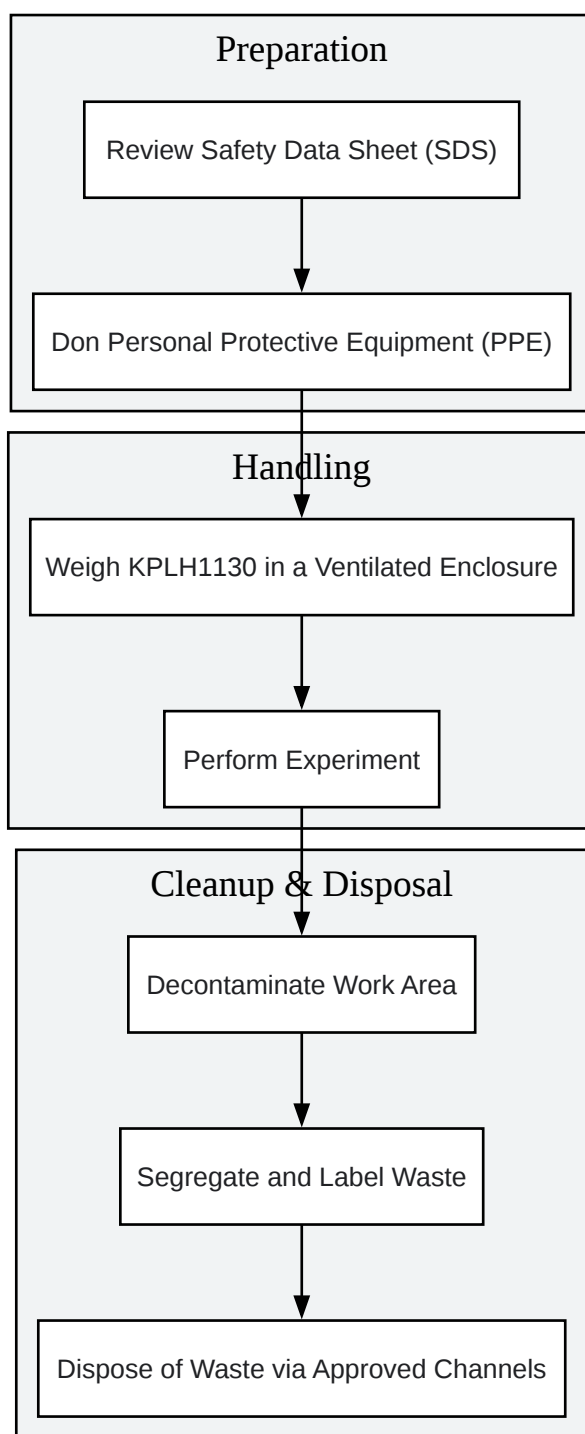 Preparation
Review Safety Data Sheet (SDS)
Don Personal Protective Equipment (PPE)
Handling
Weigh KPLH1130 in a Ventilated Enclosure
Perform Experiment
Cleanup & Disposal
Decontaminate Work Area
Segregate and Label Waste
Dispose of Waste via Approved Channels